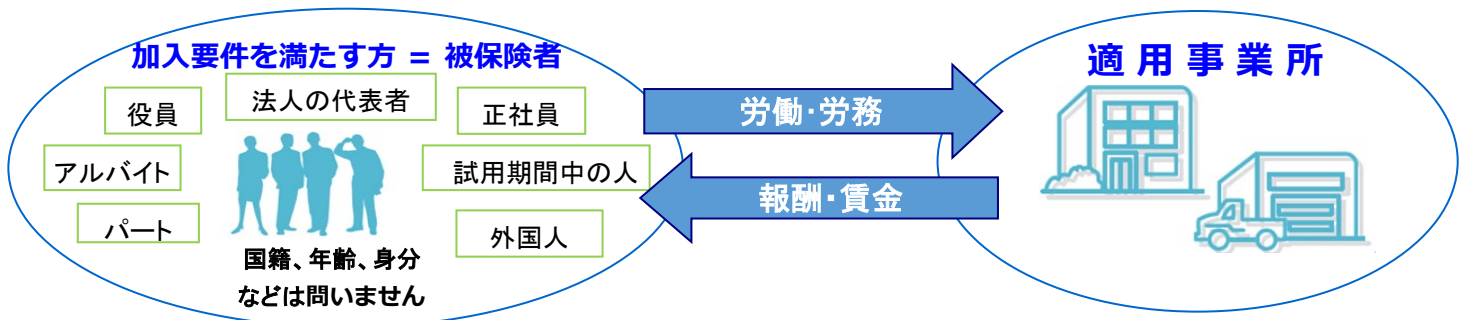 加入要件を満たす方 = 被保険者
役員
法人の代表者
正社員
アルバイト
試用期間中の人
パート
外国人
国籍、年齢、身分
などは問いません
労働・労務
報酬・賃金
適用事業所